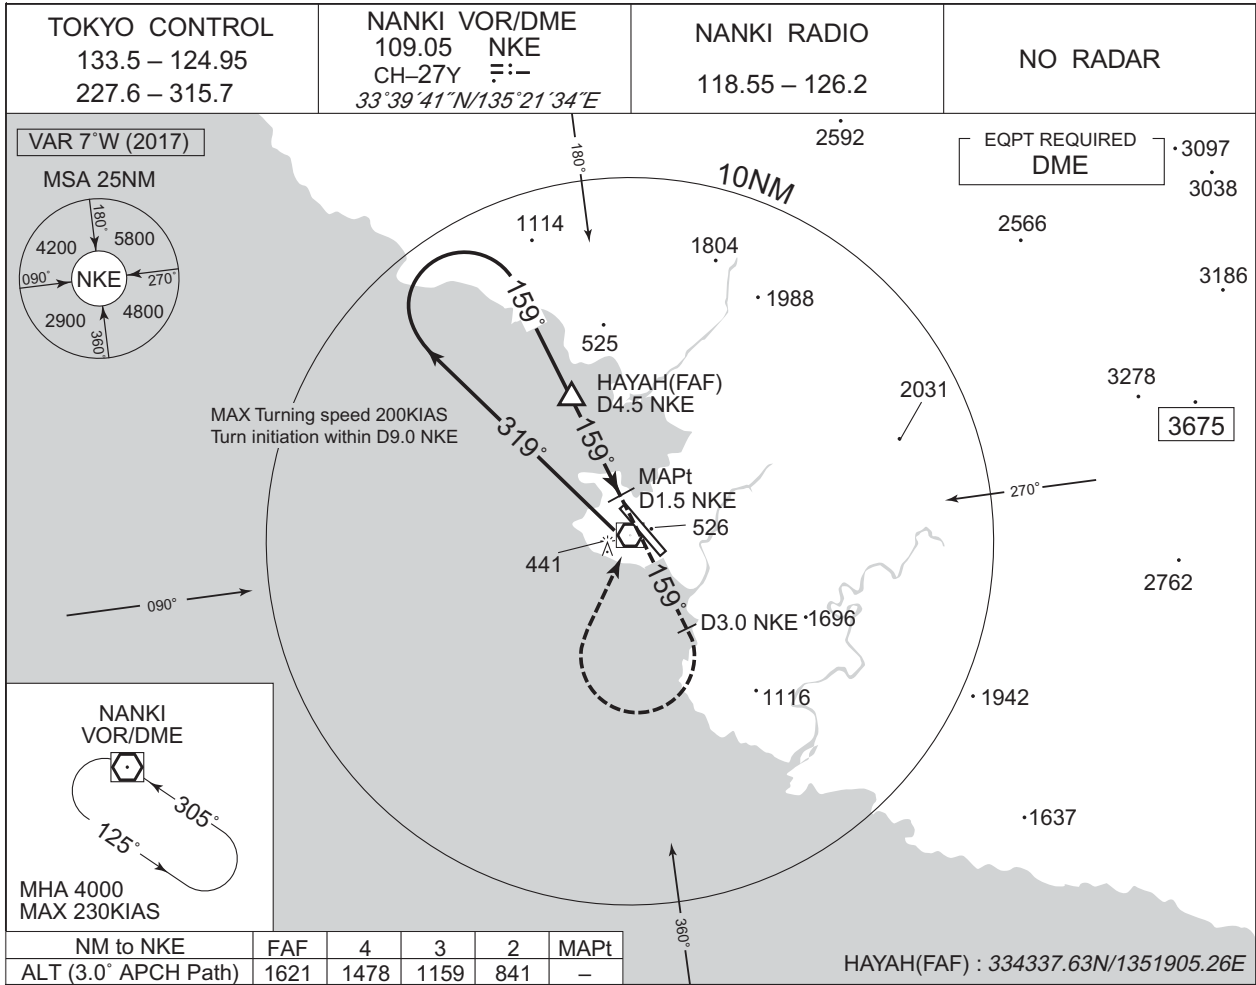 TOKYO CONTROL
133.5 – 124.95
227.6 – 315.7
NANKI VOR/DME
109.05 NKE
CH–27Y
33˚39´41˝N/135˚21´34˝E
NANKI RADIO
118.55 – 126.2
NO RADAR
VAR 7˚W (2017)
MSA 25NM
180˚
4200
5800
090˚
NKE
270˚
2900
4800
360˚
180˚
2592
EQPT REQUIRED
DME
3097
3038
10NM
1114
1804
2566
1988
3186
159˚
525
HAYAH(FAF)
D4.5 NKE
2031
3278
3675
MAX Turning speed 200KIAS
Turn initiation within D9.0 NKE
319˚
159˚
MAPt
D1.5 NKE
270˚
526
441
2762
090˚
159˚
D3.0 NKE
1696
1116
1942
NANKI
VOR/DME
305˚
125˚
MHA 4000
MAX 230KIAS
1637
360˚
NM to NKE FAF 4 3 2 MAPt
ALT (3.0˚ APCH Path) 1621 1478 1159 841 –
HAYAH(FAF) : 334337.63N/1351905.26E